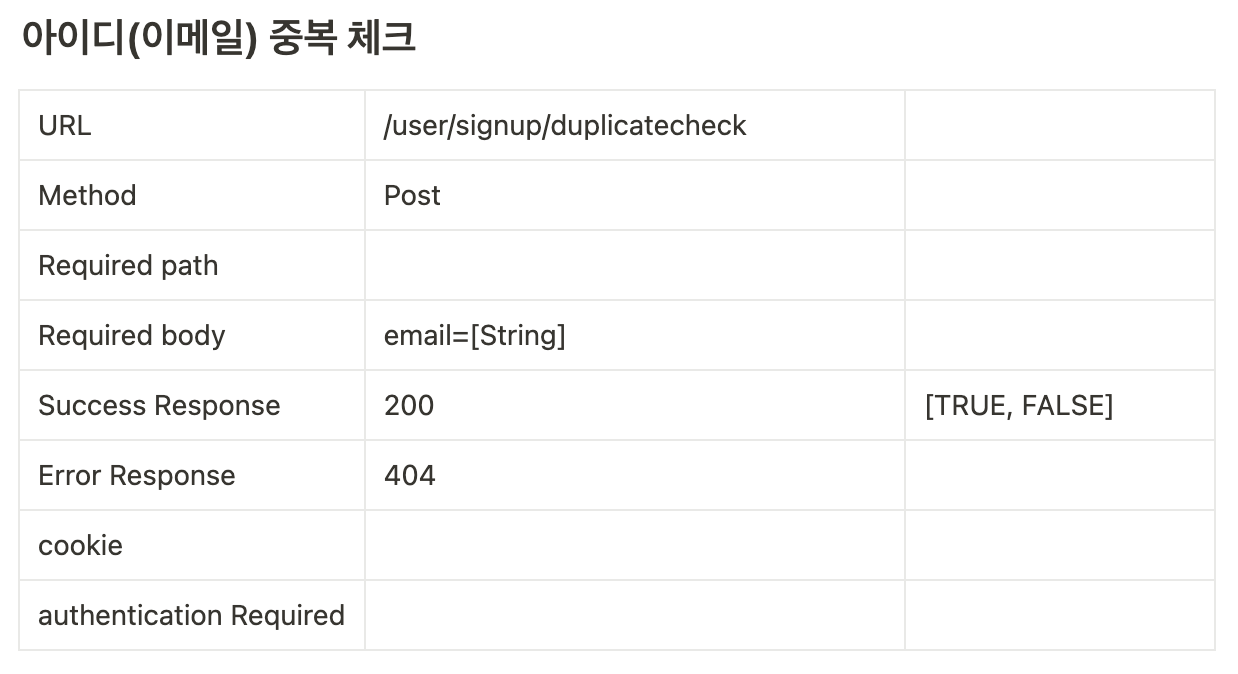 아이디(이메일) 중복 체크
URL /user/signup/duplicatecheck
Method Post
Required path
Required body email=[String]
Success Response 200 [TRUE, FALSE]
Error Response 404
cookie
authentication Required